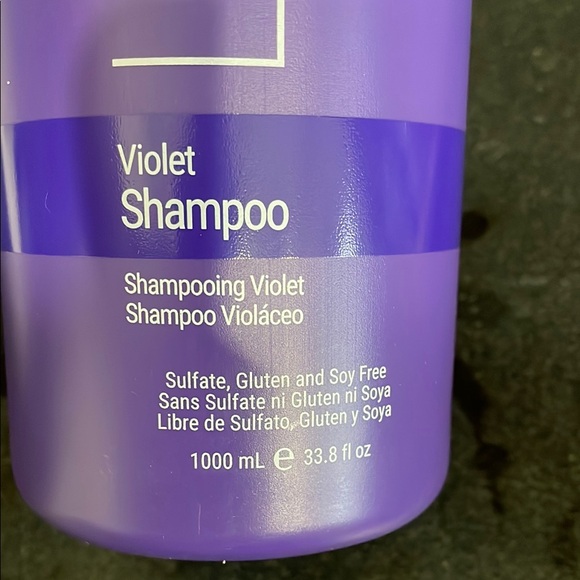 Violet
Shampoo
Shampooing Violet
Shampoo Violáceo
Sulfate, Gluten and Soy Free
Sans Sulfate ni Gluten ni Soya
Libre de Sulfato, Gluten y Soya
1000 mL ℮ 33.8 fl oz